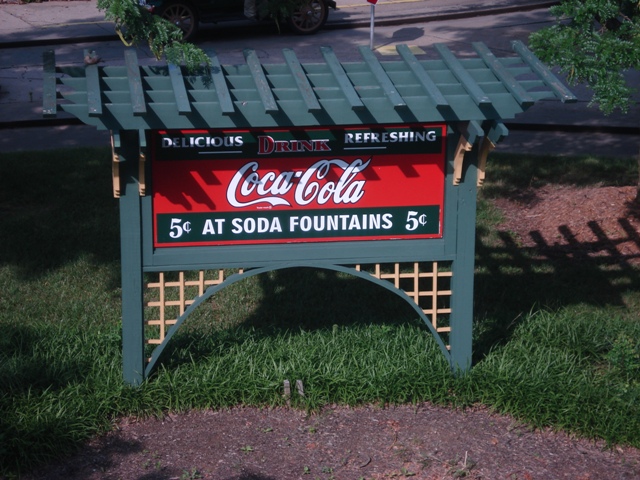 DELICIOUS DRINK REFRESHING
Coca-Cola
5¢ AT SODA FOUNTAINS 5¢